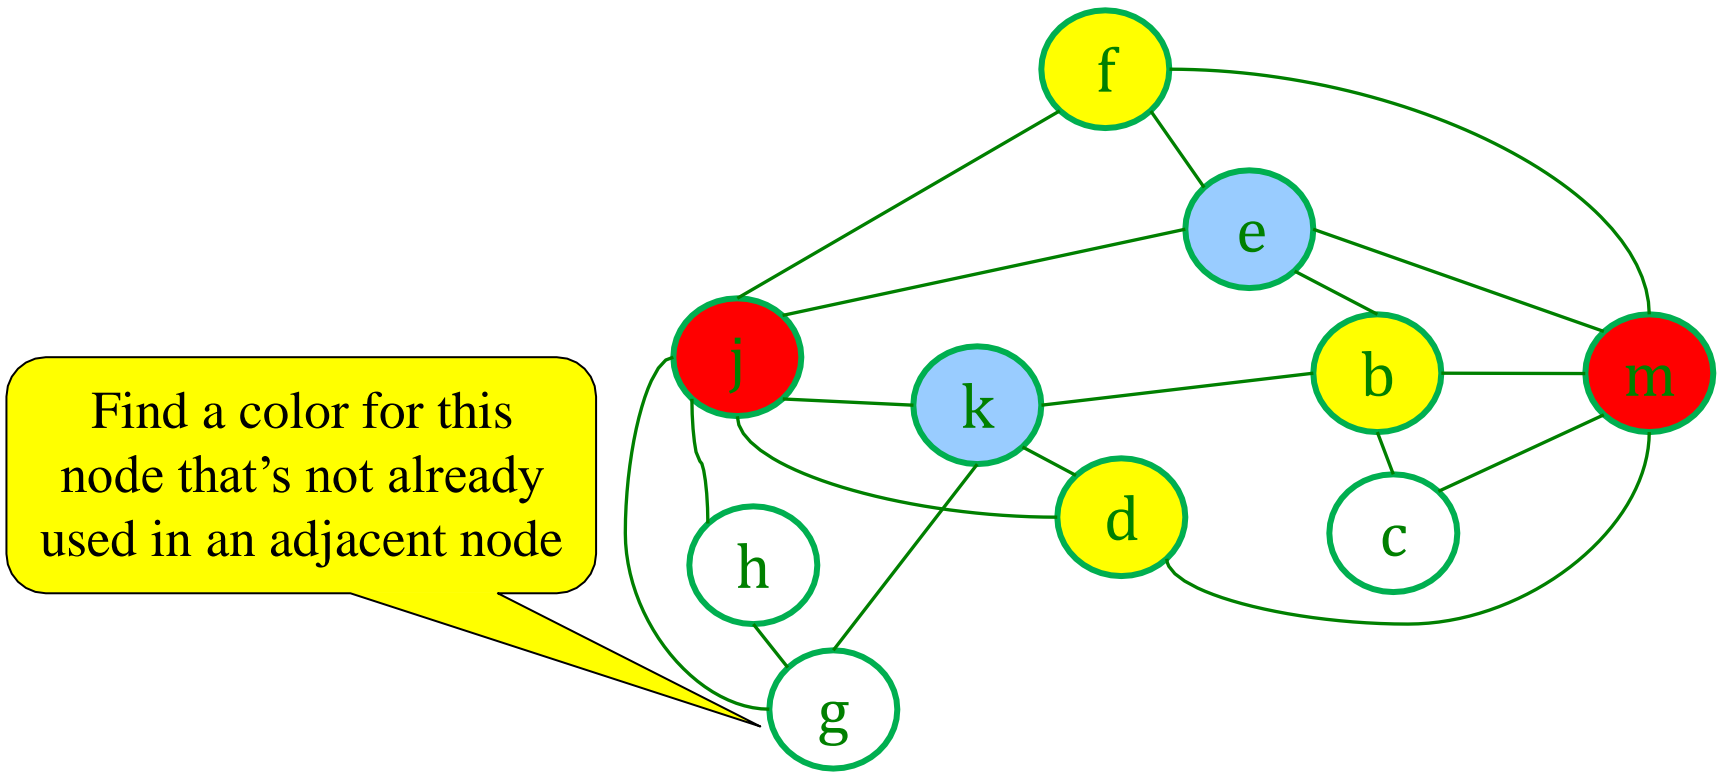 f
e
j
k
b
m
Find a color for this
node that’s not already
used in an adjacent node
d
c
h
g